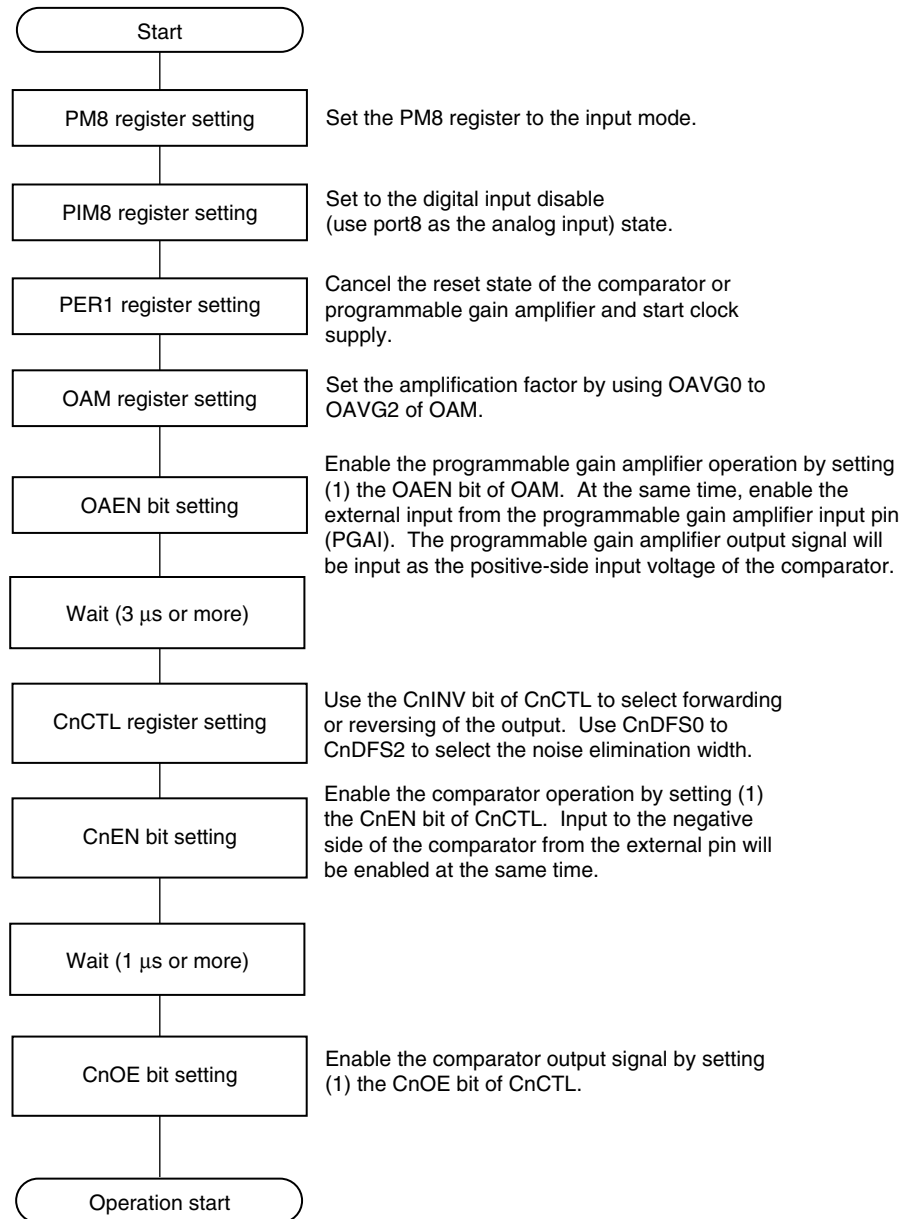 Start
PM8 register setting
Set the PM8 register to the input mode.
PIM8 register setting
Set to the digital input disable
(use port8 as the analog input) state.
PER1 register setting
Cancel the reset state of the comparator or
programmable gain amplifier and start clock
supply.
OAM register setting
Set the amplification factor by using OAVG0 to
OAVG2 of OAM.
OAEN bit setting
Enable the programmable gain amplifier operation by setting
(1) the OAEN bit of OAM.  At the same time, enable the
external input from the programmable gain amplifier input pin
(PGAI).  The programmable gain amplifier output signal will
be input as the positive-side input voltage of the comparator.
Wait (3 μs or more)
CnCTL register setting
Use the CnINV bit of CnCTL to select forwarding
or reversing of the output.  Use CnDFS0 to
CnDFS2 to select the noise elimination width.
CnEN bit setting
Enable the comparator operation by setting (1)
the CnEN bit of CnCTL.  Input to the negative
side of the comparator from the external pin will
be enabled at the same time.
Wait (1 μs or more)
CnOE bit setting
Enable the comparator output signal by setting
(1) the CnOE bit of CnCTL.
Operation start